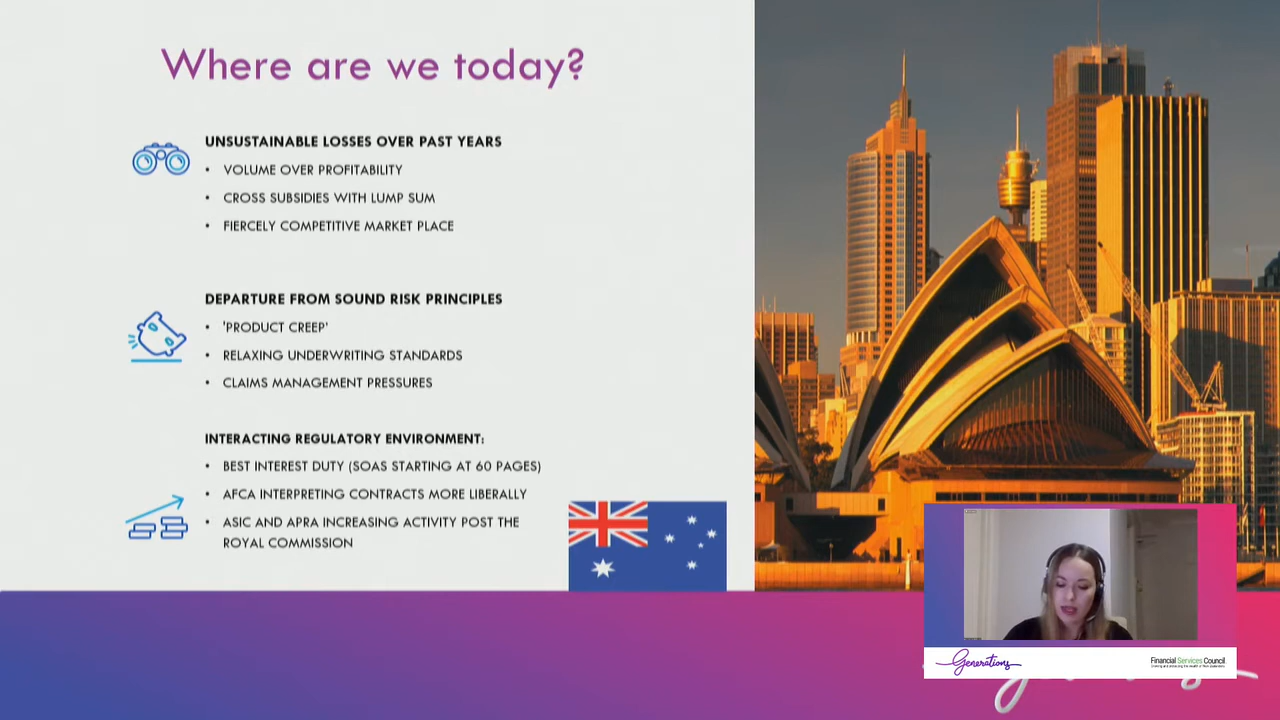 Where are we today?
UNSUSTAINABLE LOSSES OVER PAST YEARS
• VOLUME OVER PROFITABILITY
• CROSS SUBSIDIES WITH LUMP SUM
• FIERCELY COMPETITIVE MARKET PLACE
DEPARTURE FROM SOUND RISK PRINCIPLES
• 'PRODUCT CREEP'
• RELAXING UNDERWRITING STANDARDS
• CLAIMS MANAGEMENT PRESSURES
INTERACTING REGULATORY ENVIRONMENT:
• BEST INTEREST DUTY (SOAS STARTING AT 60 PAGES)
• AFCA INTERPRETING CONTRACTS MORE LIBERALLY
• ASIC AND APRA INCREASING ACTIVITY POST THE
ROYAL COMMISSION
Generations
Financial Services Council